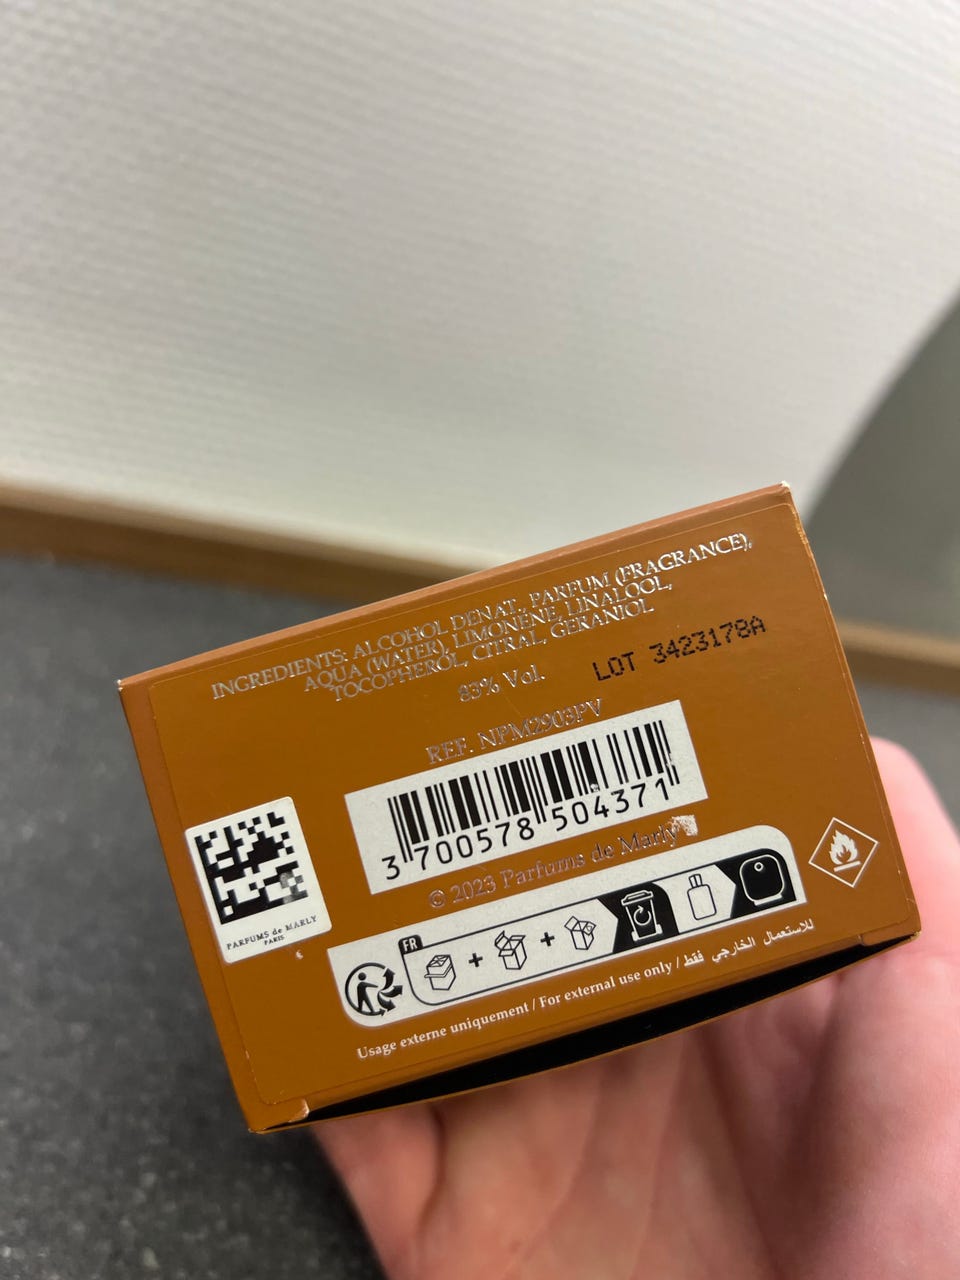 INGREDIENTS: ALCOHOL DENAT., PARFUM (FRAGRANCE),
AQUA (WATER), LIMONENE, LINALOOL,
TOCOPHEROL, CITRAL, GERANIOL
83% Vol.
LOT 3423178A
REF. NPM2903PV
3 700578 504371
© 2023 Parfums de Marly
PARFUMS de MARLY
PARIS
FR
+ +
Usage externe uniquement / For external use only / للاستعمال الخارجي فقط